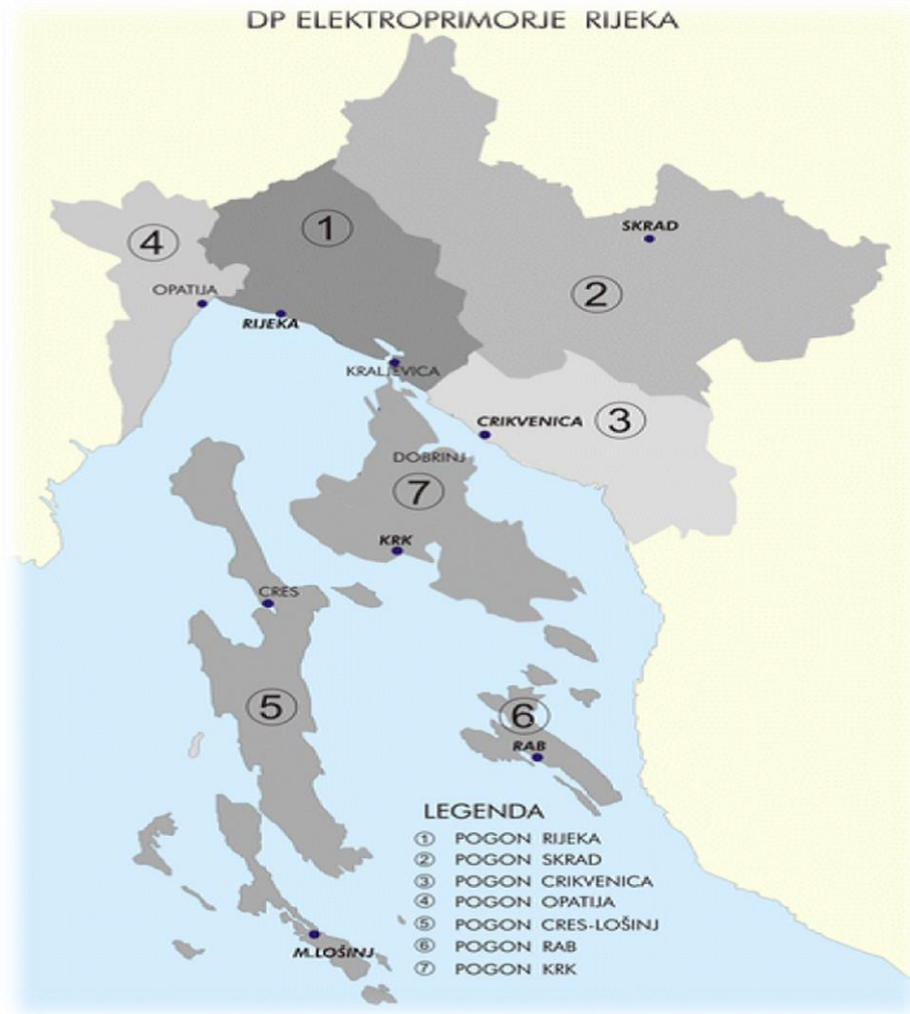 DP ELEKTROPRIMORJE RIJEKA
1
4
SKRAD
2
OPATIJA
RIJEKA
KRALJEVICA
3
CRIKVENICA
DOBRINJ
7
KRK
CRES
5
6
RAB
LEGENDA
1 POGON RIJEKA
2 POGON SKRAD
3 POGON CRIKVENICA
4 POGON OPATIJA
5 POGON CRES-LOŠINJ
6 POGON RAB
7 POGON KRK
M.LOŠINJ